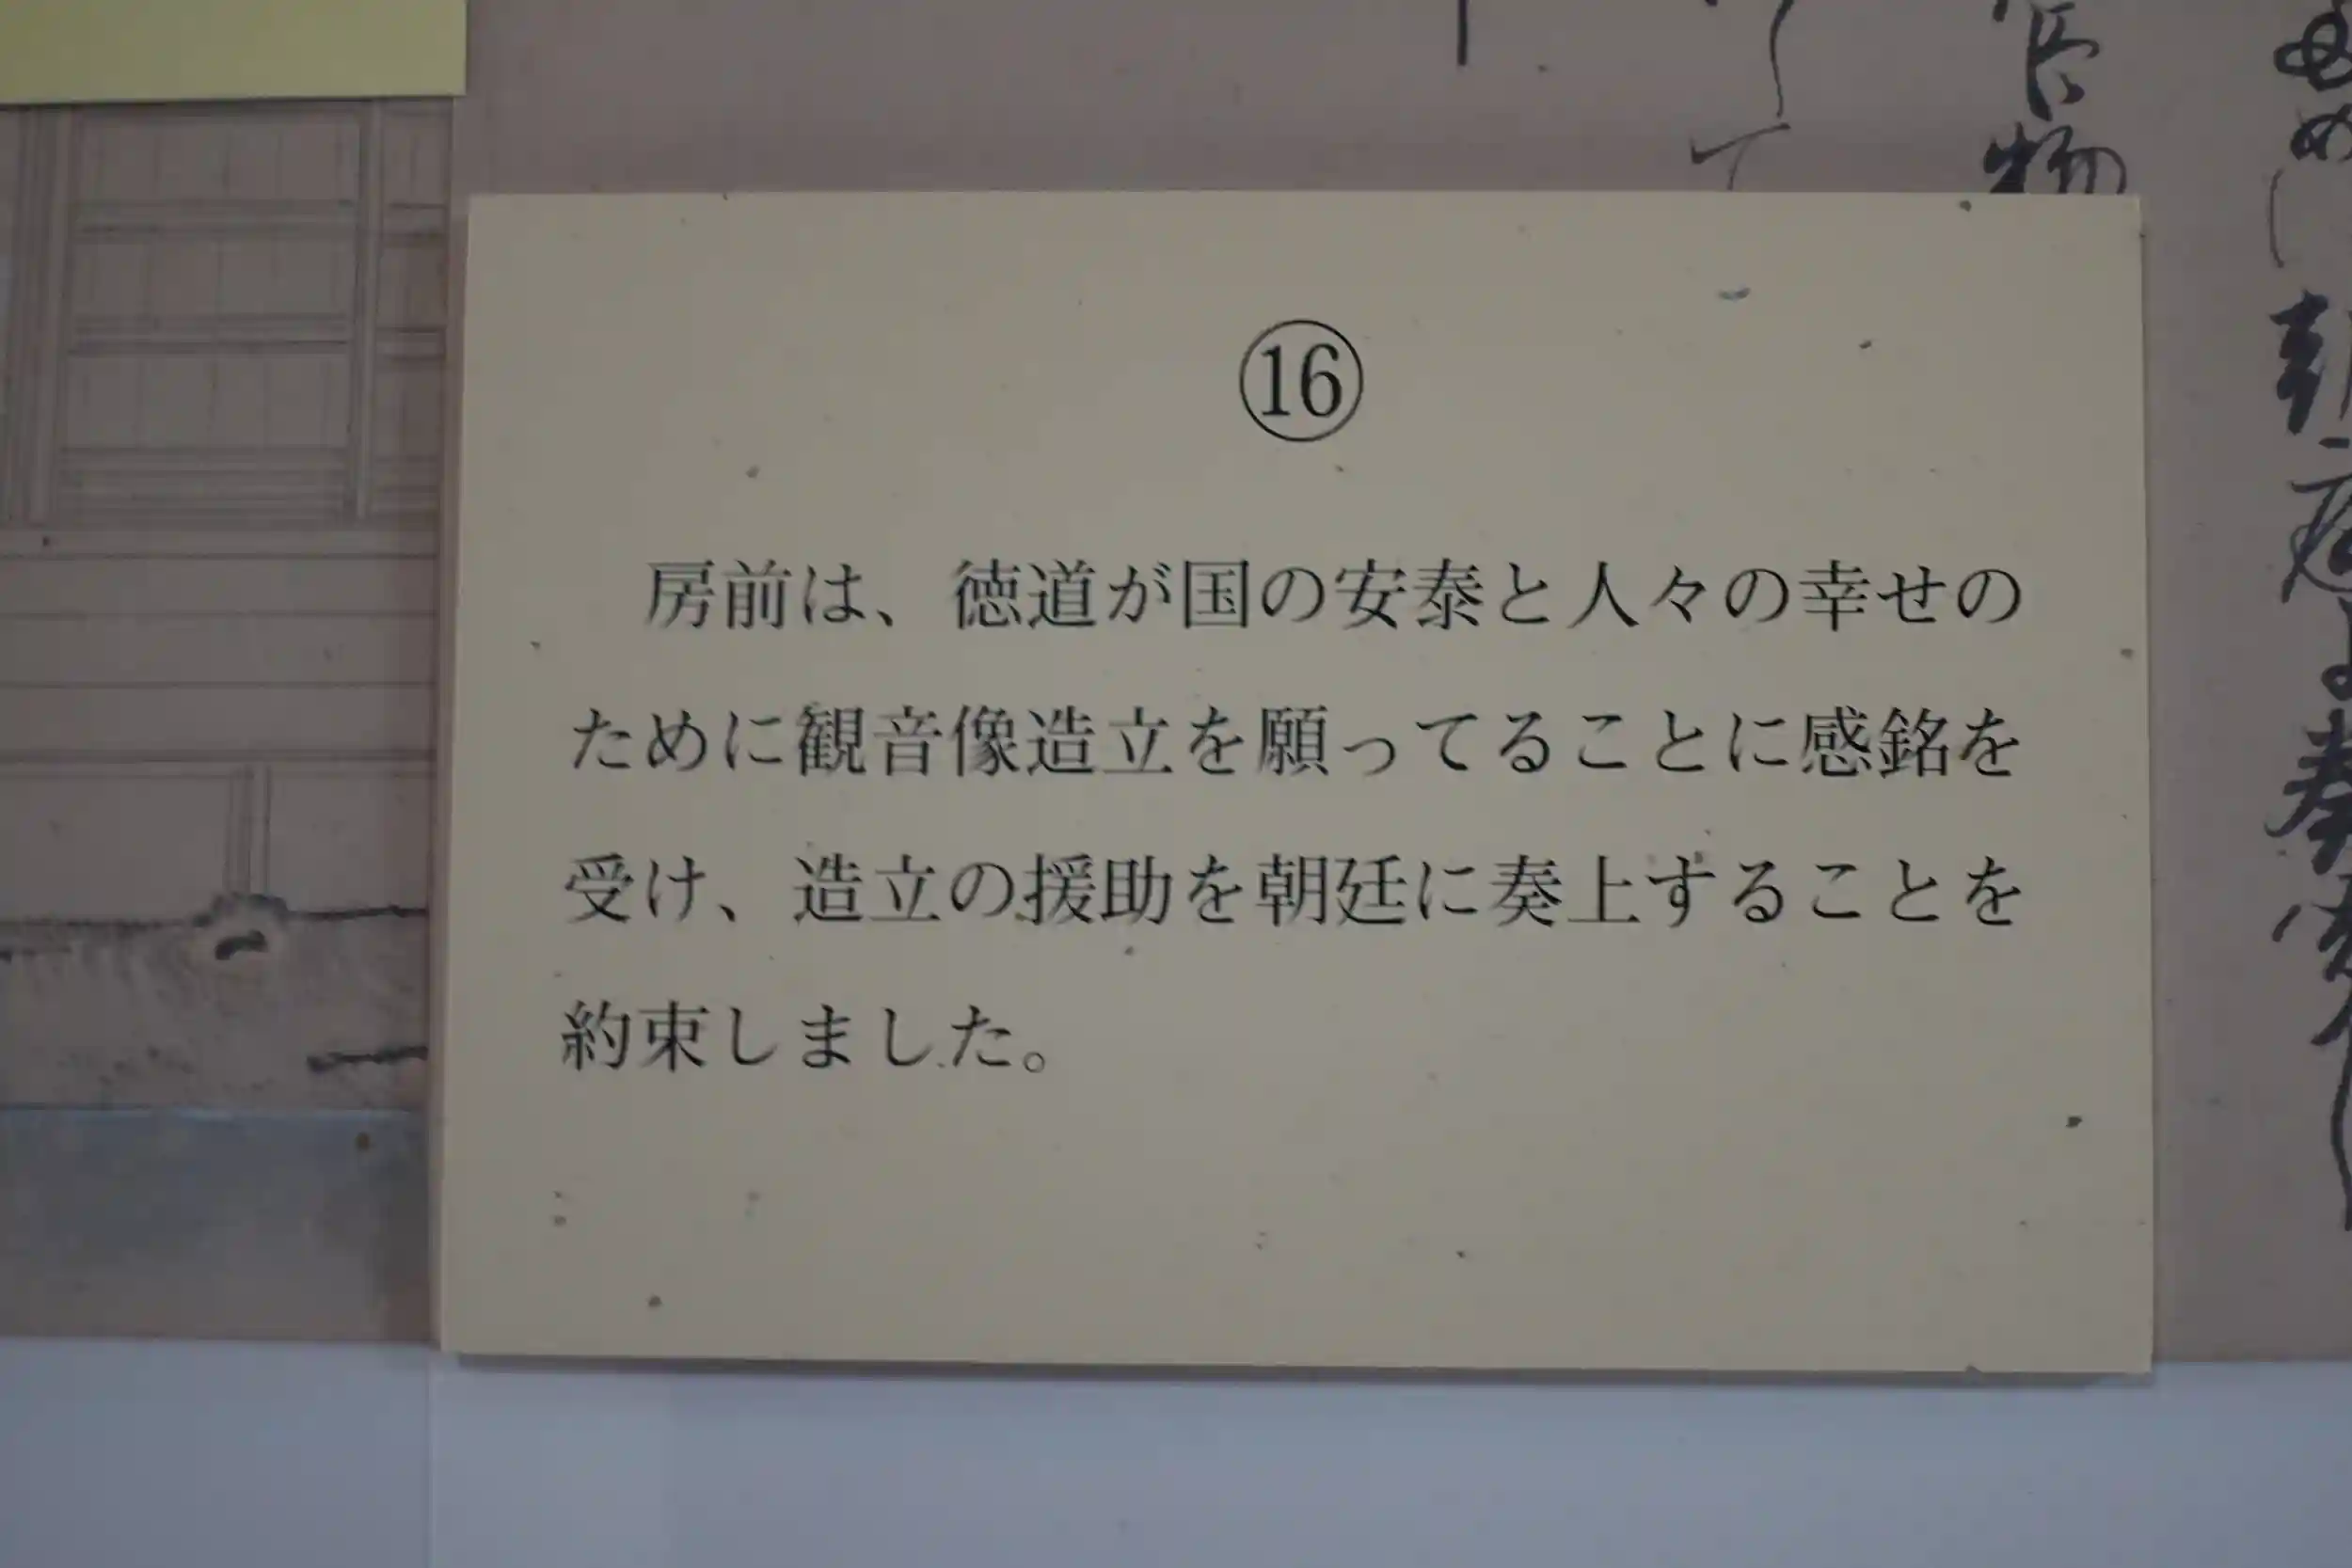 ⑯
房前は、徳道が国の安泰と人々の幸せの
ために観音像造立を願ってることに感銘を
受け、造立の援助を朝廷に奏上することを
約束しました。